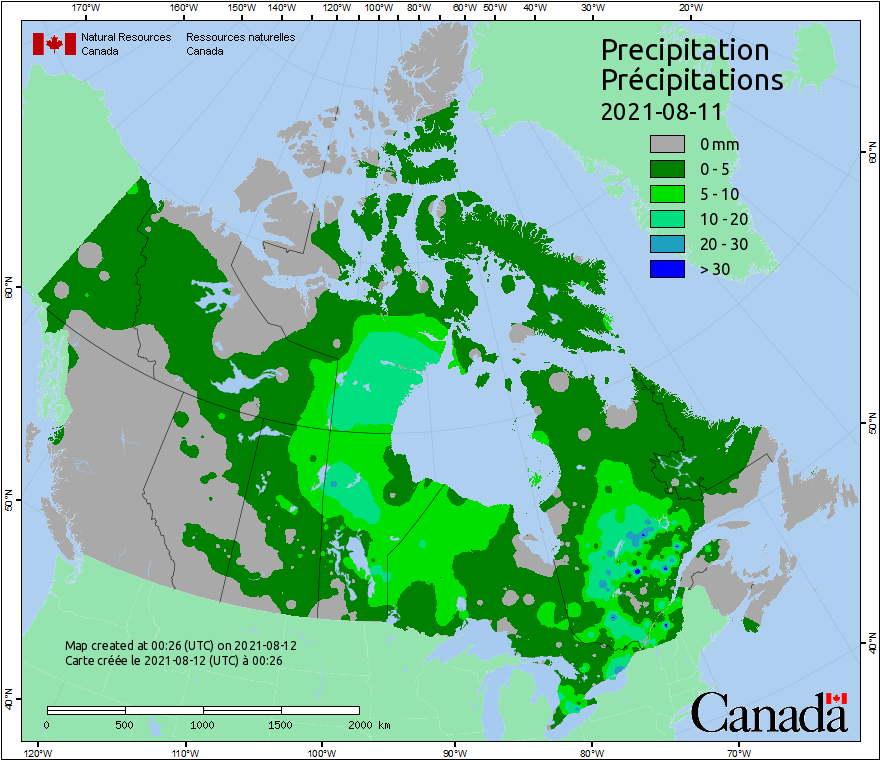 170°W 160°W 150°W 140°W 130°W 120°W 110°W 100°W 90°W 80°W 70°W 60°W 50°W 40°W 30°W 20°W
Natural Resources Ressources naturelles
Canada Canada
Precipitation
Précipitations
2021-08-11
0 mm
0 - 5
5 - 10
10 - 20
20 - 30
> 30
60°N 60°N
50°N 50°N
40°N 40°N
Map created at 00:26 (UTC) on 2021-08-12
Carte créée le 2021-08-12 (UTC) à 00:26
0 500 1000 1500 2000 km
Canada
120°W 110°W 100°W 90°W 80°W 70°W